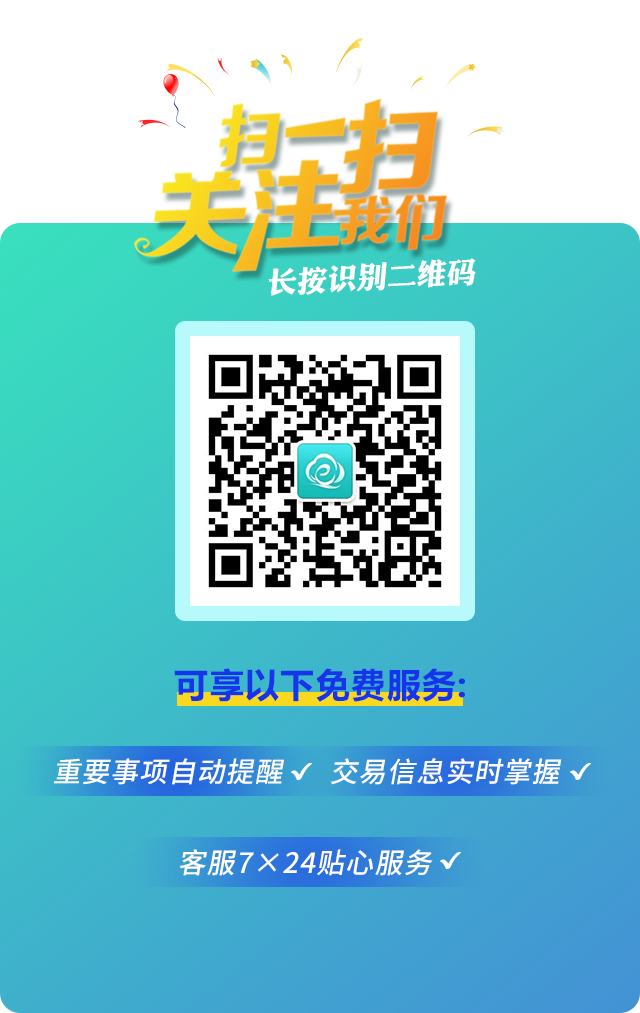 扫一扫
关注我们
长按识别二维码
可享以下免费服务:
重要事项自动提醒 交易信息实时掌握
客服7×24贴心服务